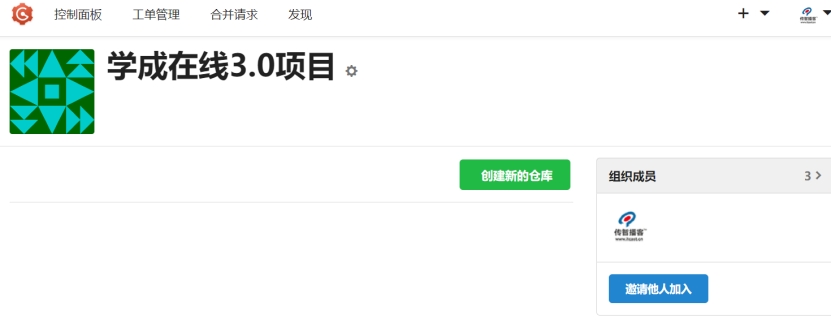 控制面板 工单管理 合并请求 发现
学成在线3.0项目
创建新的仓库
组织成员 3
传智播客
www.itcast.cn
邀请他人加入